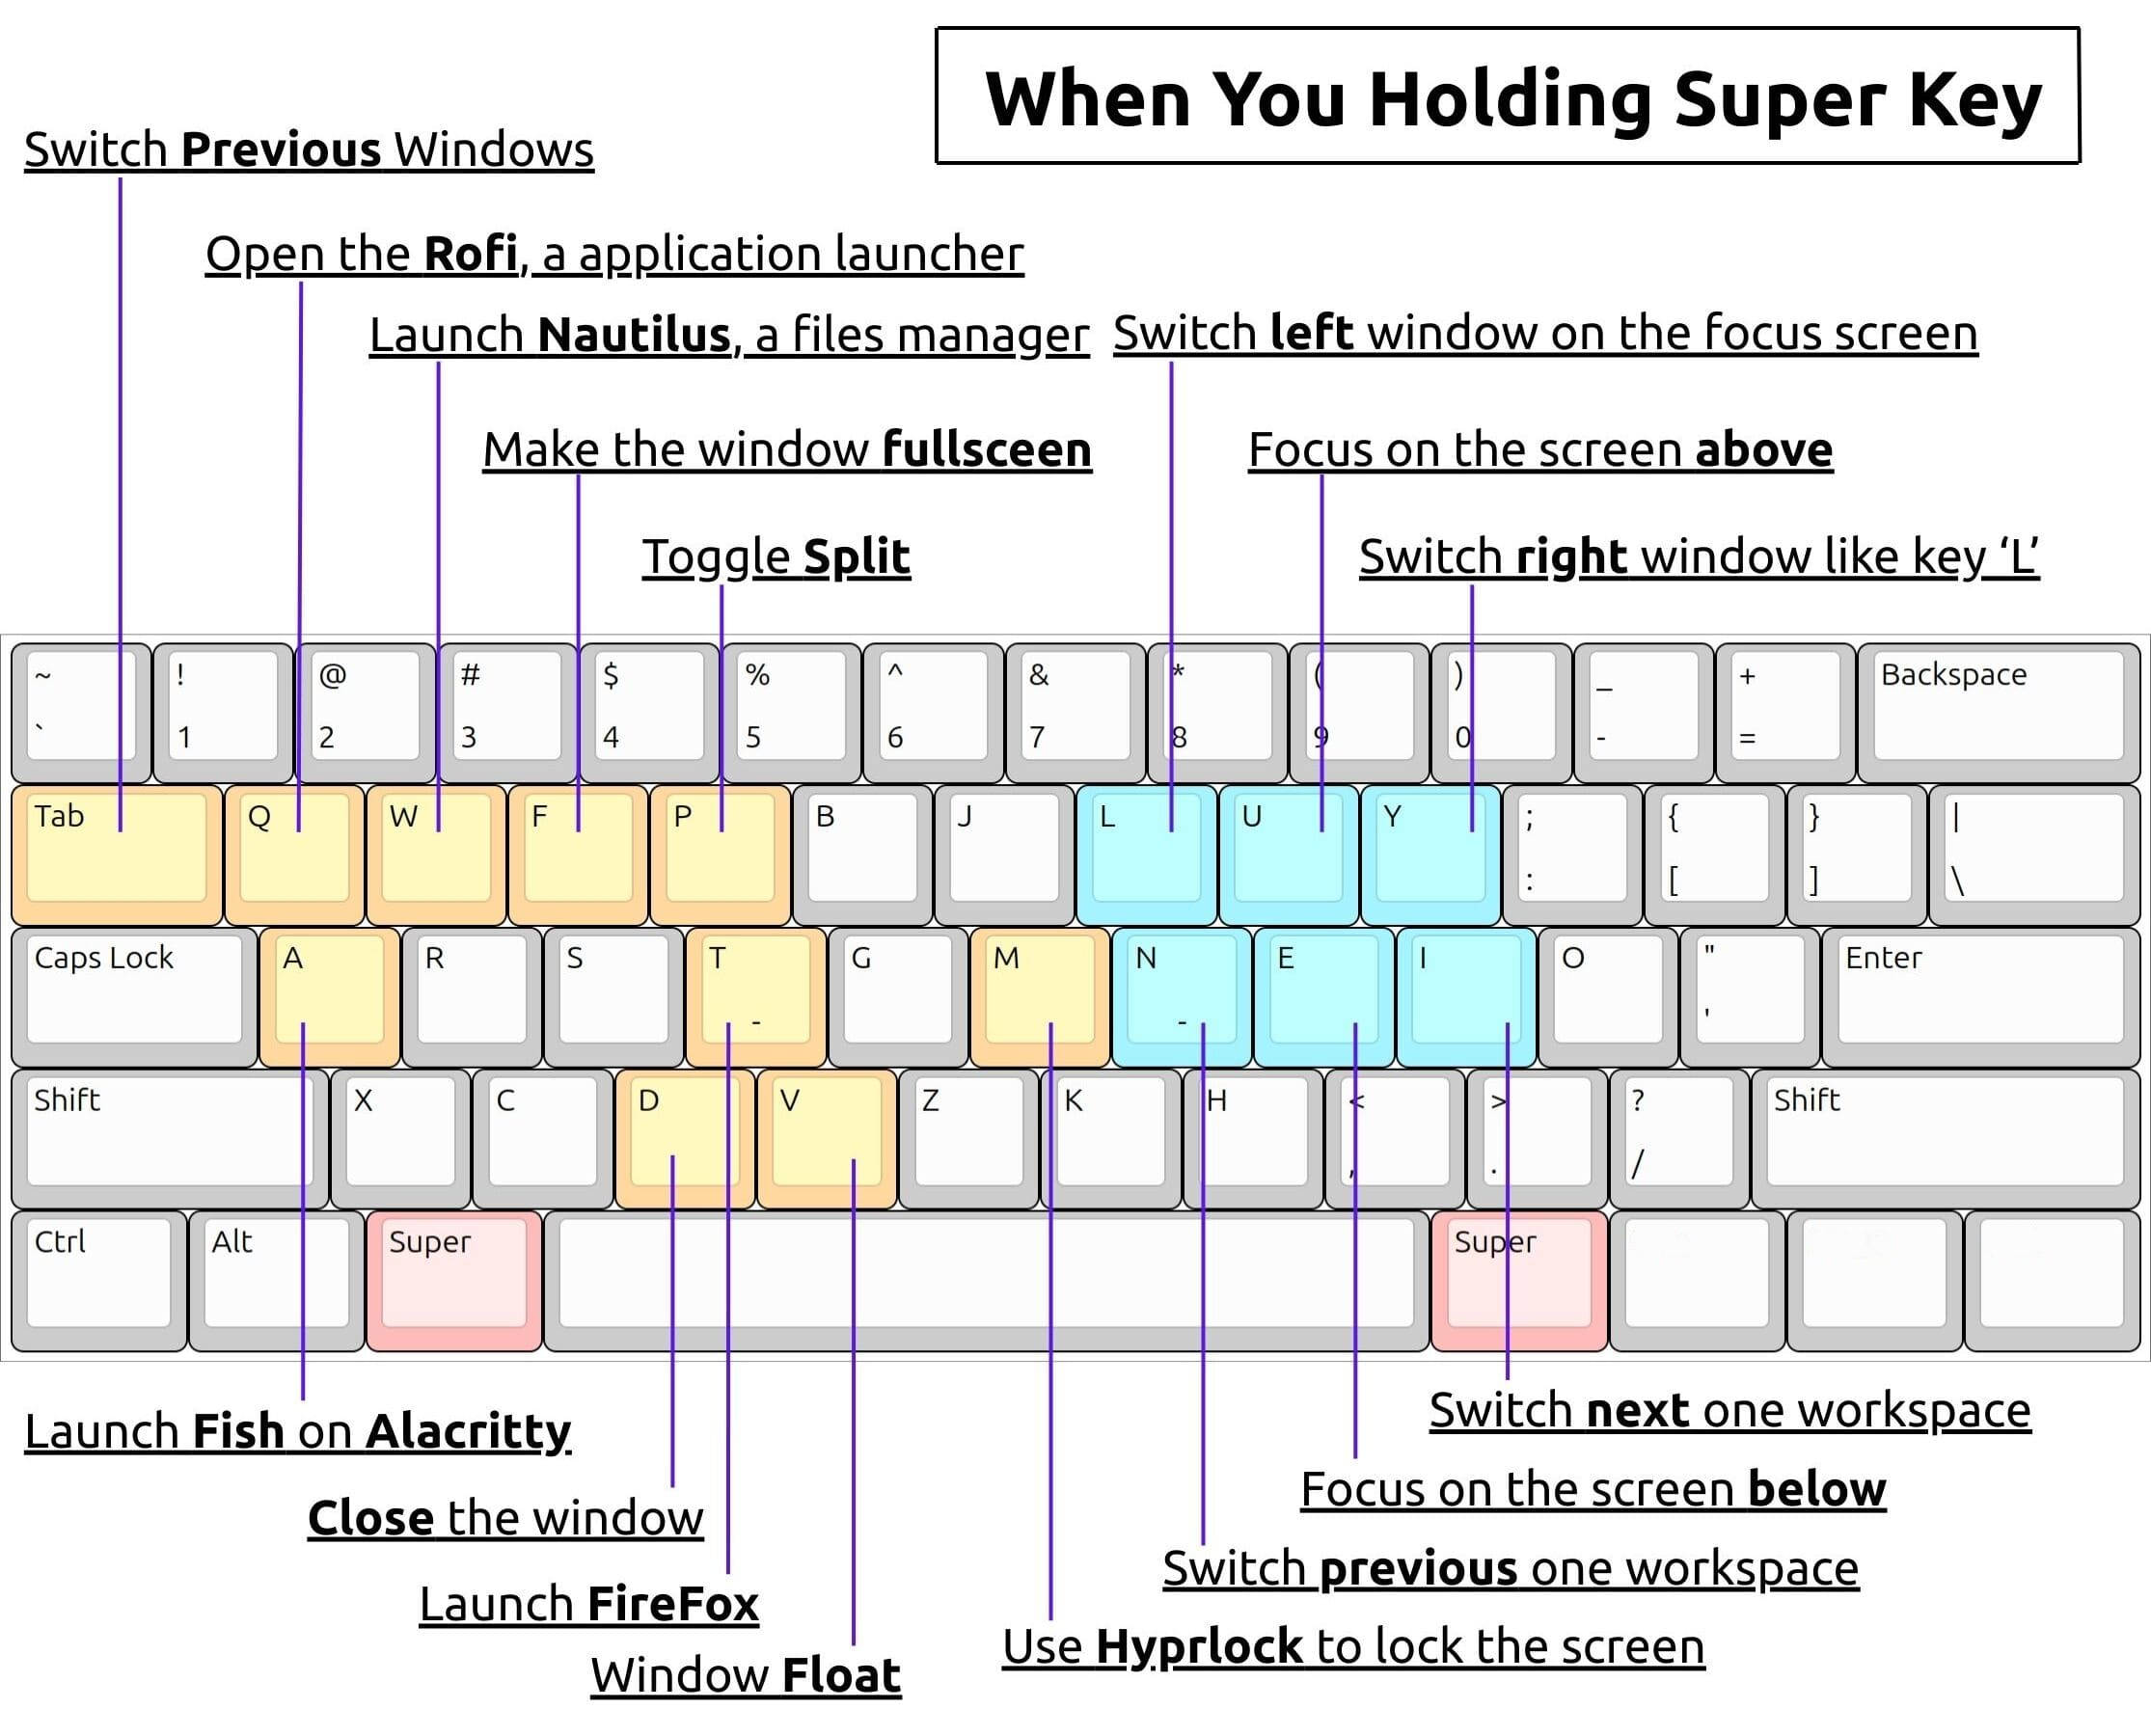 When You Holding Super Key
Switch Previous Windows
Open the Rofi, a application launcher
Launch Nautilus, a files manager
Switch left window on the focus screen
Make the window fullsceen
Focus on the screen above
Toggle Split
Switch right window like key ‘L’
~ ! @ # $ % ^ & * ( ) _ + Backspace
` 1 2 3 4 5 6 7 8 9 0 - =
Tab Q W F P B J L U Y ; { } |
: [ ] \
Caps Lock A R S T G M N E I O " Enter
- - '
Shift X C D V Z K H < > ? Shift
, . /
Ctrl Alt Super Super
Launch Fish on Alacritty
Switch next one workspace
Focus on the screen below
Close the window
Switch previous one workspace
Launch FireFox
Use Hyprlock to lock the screen
Window Float